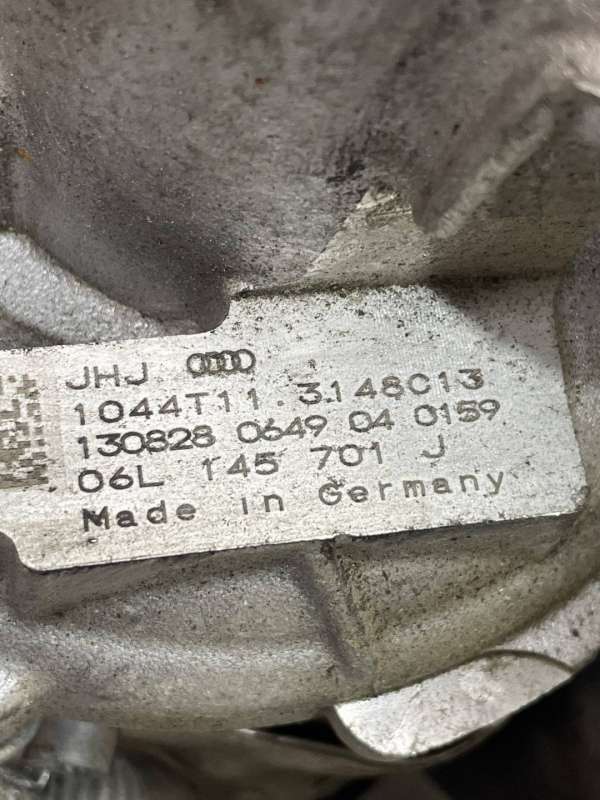 JHJ
1044T11.3148C13
130828 0649 04 0159
06L 145 701 J
Made in Germany